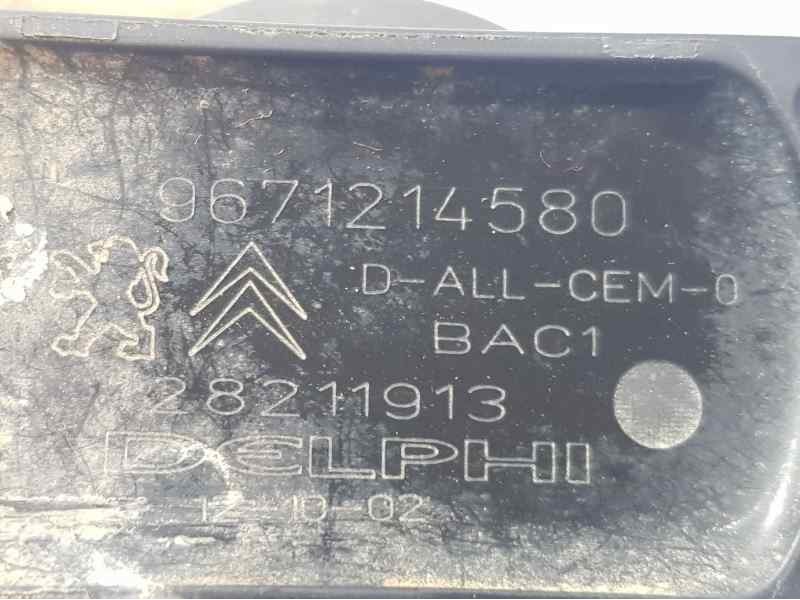 9671214580
D-ALL-CEM-0
BAC1
28211913
DELPHI
12-10-02